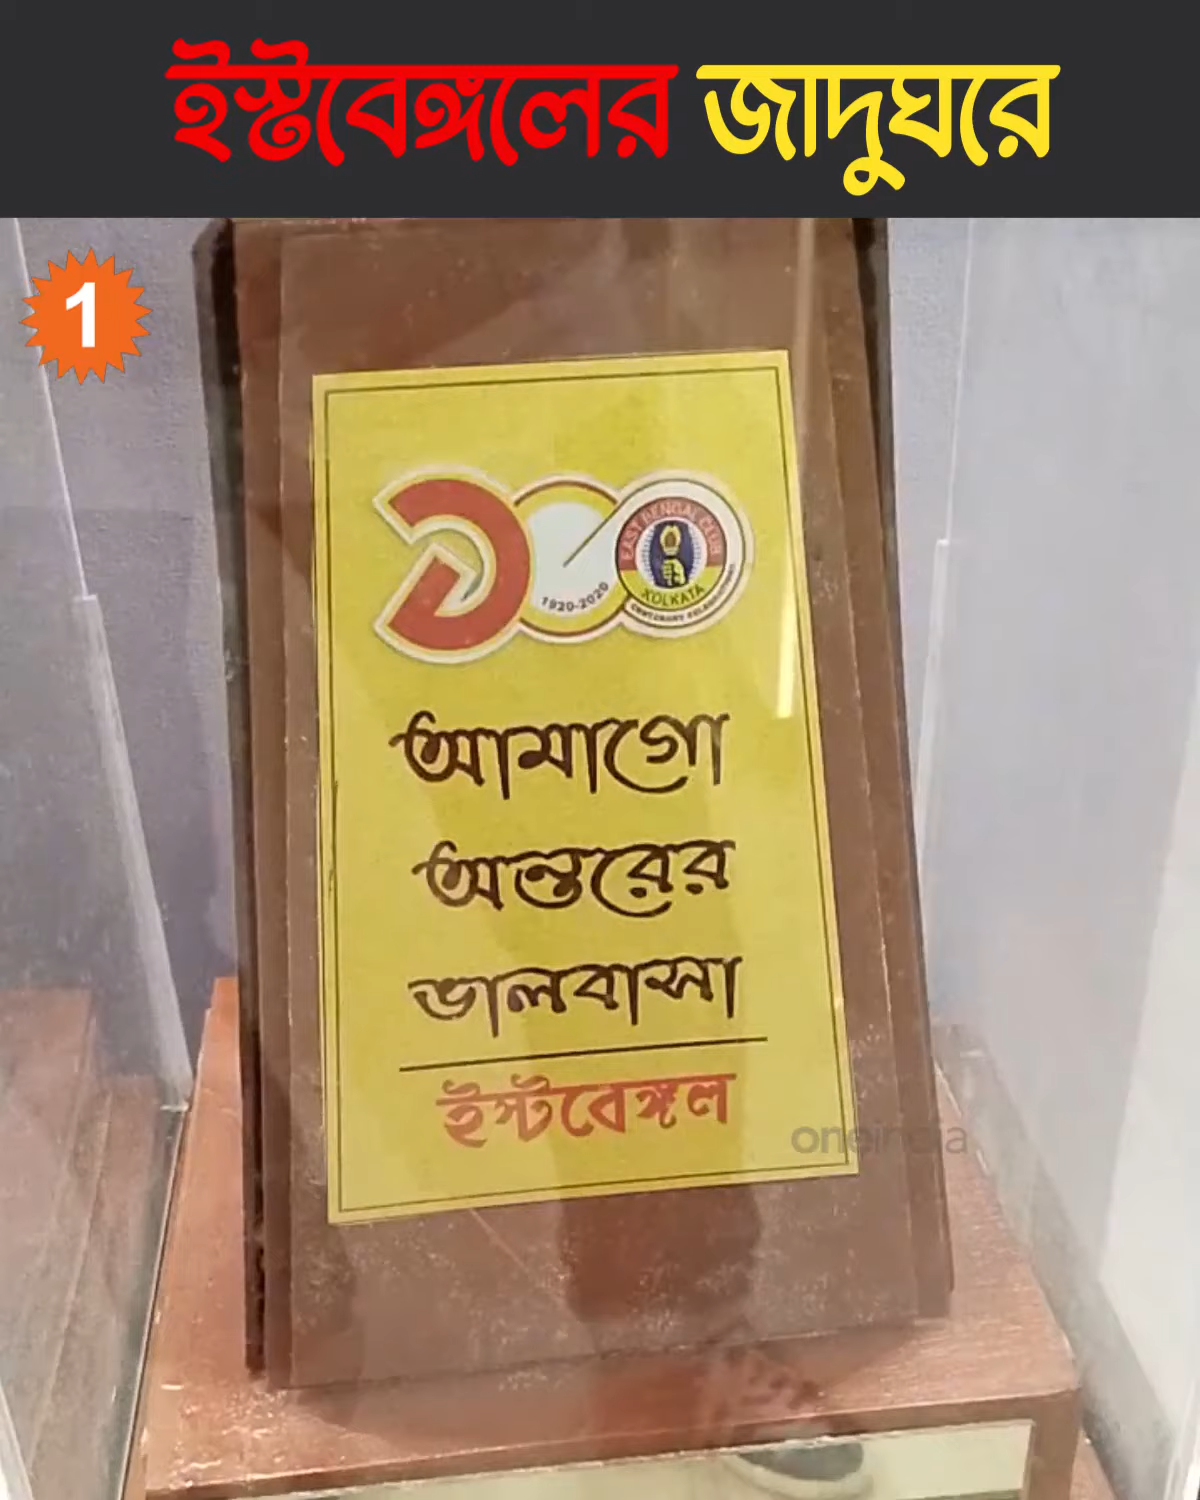 ইস্টবেঙ্গলের জাদুঘরে
1
১০০
EAST BENGAL CLUB
KOLKATA
1920-2020
আমাগো
অন্তরের
ভালবাসা
ইস্টবেঙ্গল
oneindia